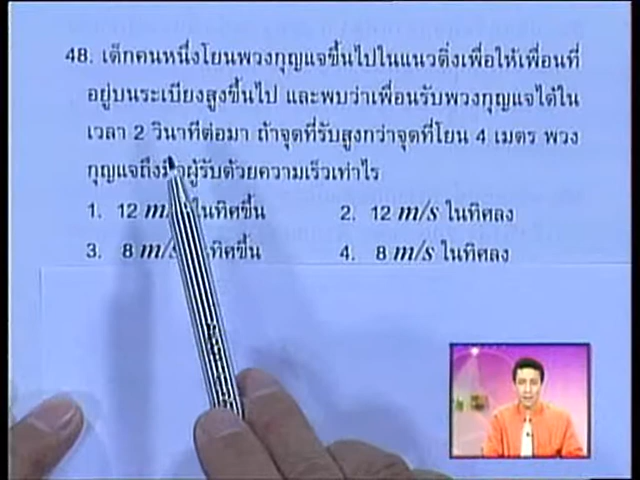 48. เด็กคนหนึ่งโยนพวงกุญแจขึ้นไปในแนวดิ่งเพื่อให้เพื่อนที่
อยู่บนระเบียงสูงขึ้นไป และพบว่าเพื่อนรับพวงกุญแจได้ใน
เวลา 2 วินาทีต่อมา ถ้าจุดที่รับสูงกว่าจุดที่โยน 4 เมตร พวง
กุญแจถึงมือผู้รับด้วยความเร็วเท่าไร
1. 12 m/s ในทิศขึ้น 2. 12 m/s ในทิศลง
3. 8 m/s ในทิศขึ้น 4. 8 m/s ในทิศลง